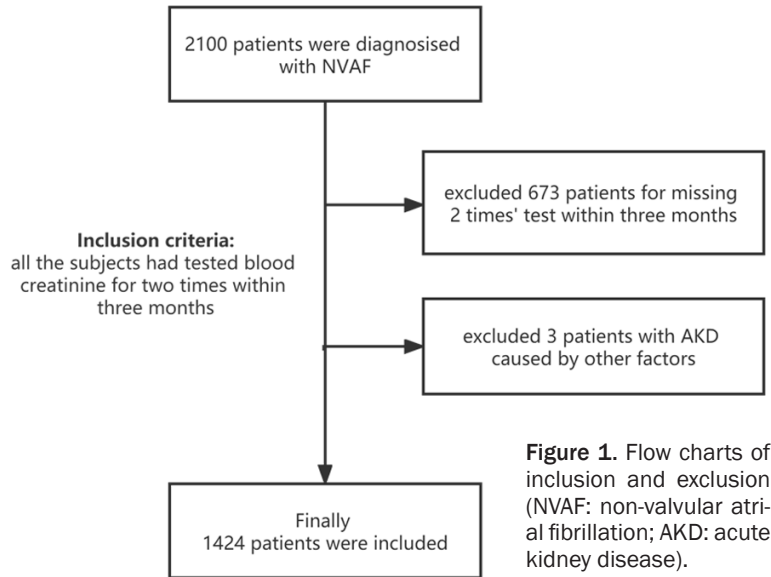 2100 patients were diagnosised
with NVAF
excluded 673 patients for missing
2 times' test within three months
Inclusion criteria:
all the subjects had tested blood
creatinine for two times within
three months
excluded 3 patients with AKD
caused by other factors
Finally
1424 patients were included
Figure 1. Flow charts of
inclusion and exclusion
(NVAF: non-valvular atri-
al fibrillation; AKD: acute
kidney disease).